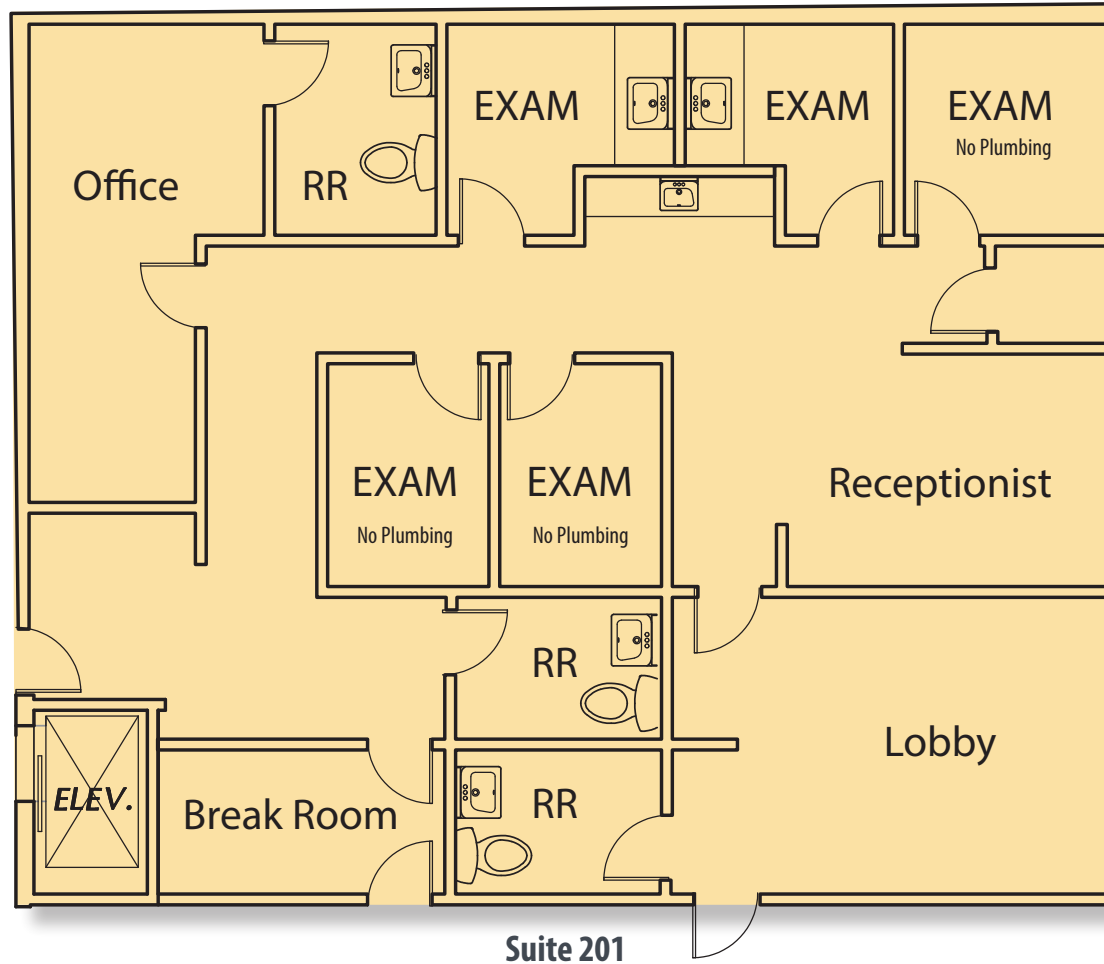 EXAM
EXAM
EXAM
No Plumbing
Office
RR
EXAM
No Plumbing
EXAM
No Plumbing
Receptionist
RR
Lobby
ELEV.
Break Room
RR
Suite 201